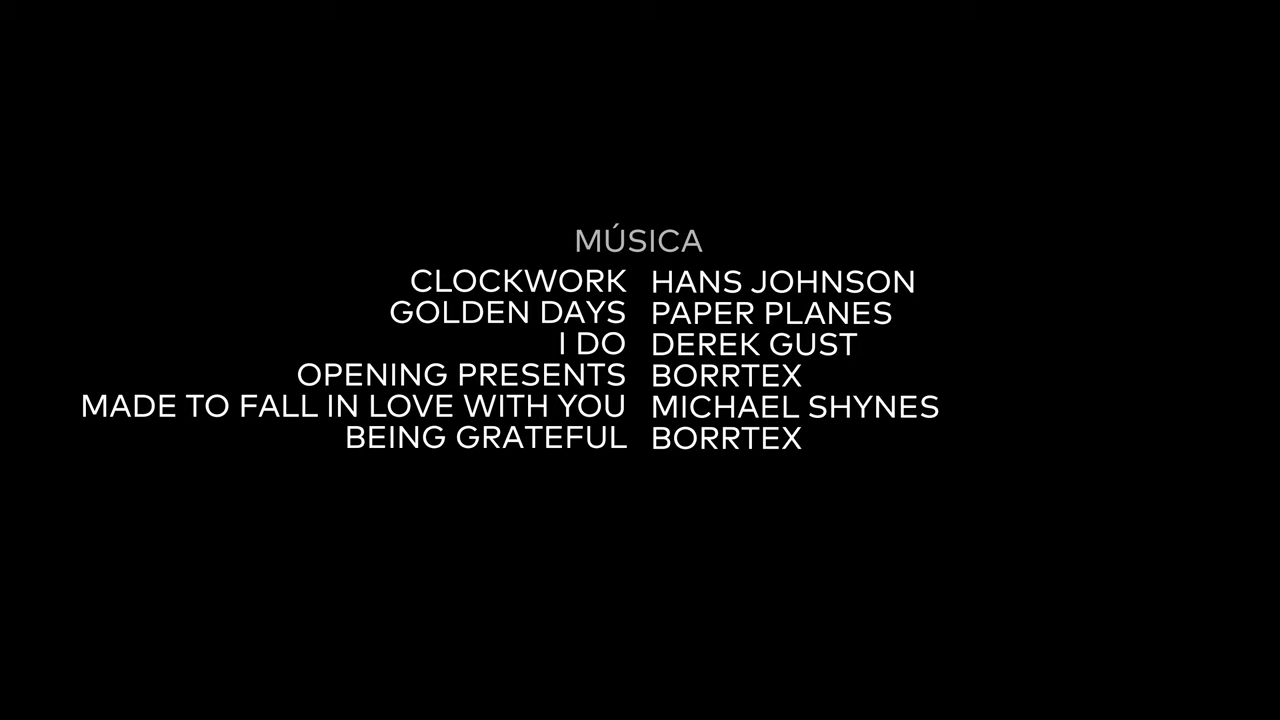 MÚSICA
CLOCKWORK HANS JOHNSON
GOLDEN DAYS PAPER PLANES
I DO DEREK GUST
OPENING PRESENTS BORRTEX
MADE TO FALL IN LOVE WITH YOU MICHAEL SHYNES
BEING GRATEFUL BORRTEX